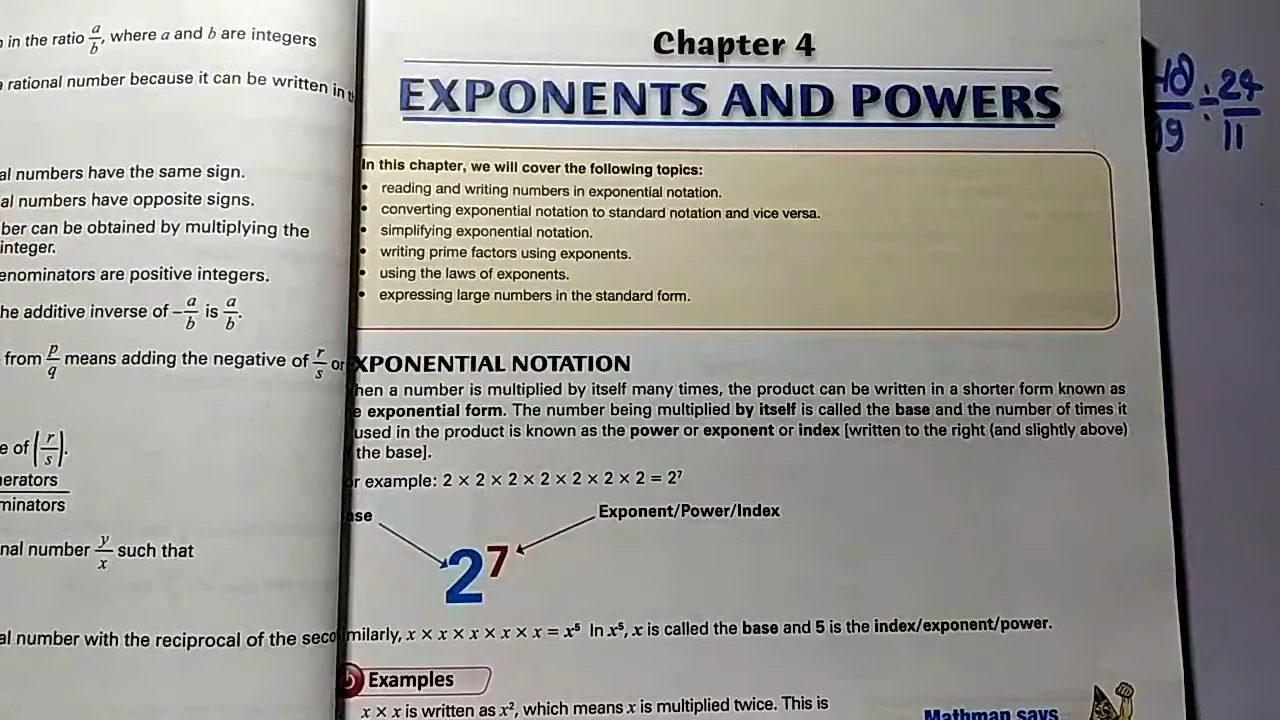 in the ratio a/b, where a and b are integers
rational number because it can be written in
numbers have the same sign.
numbers have opposite signs.
can be obtained by multiplying the
integer.
are positive integers.
additive inverse of -a/b is a/b.
from p/q means adding the negative of r/s or
of |r/s|.
number y/x such that
number with the reciprocal of the
Chapter 4
EXPONENTS AND POWERS
In this chapter, we will cover the following topics:
• reading and writing numbers in exponential notation.
• converting exponential notation to standard notation and vice versa.
• simplifying exponential notation.
• writing prime factors using exponents.
• using the laws of exponents.
• expressing large numbers in the standard form.
XPONENTIAL NOTATION
hen a number is multiplied by itself many times, the product can be written in a shorter form known as
e exponential form. The number being multiplied by itself is called the base and the number of times it
used in the product is known as the power or exponent or index [written to the right (and slightly above)
the base].
r example: 2 × 2 × 2 × 2 × 2 × 2 × 2 = 2⁷
ase
Exponent/Power/Index
2⁷
milarly, x × x × x × x × x = x⁵ In x⁵, x is called the base and 5 is the index/exponent/power.
Examples
x × x is written as x², which means x is multiplied twice. This is
Mathman says
÷ 24/11